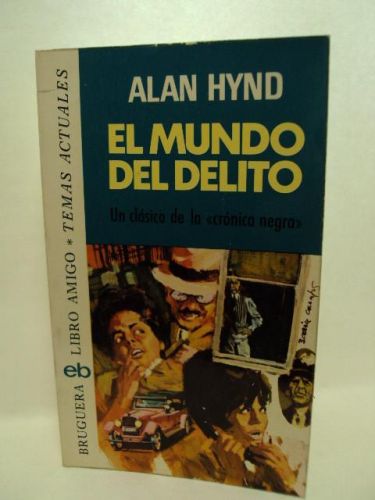 ALAN HYND
EL MUNDO
DEL DELITO
Un clásico de la «crónica negra»
BRUGUERA eb LIBRO AMIGO * TEMAS ACTUALES